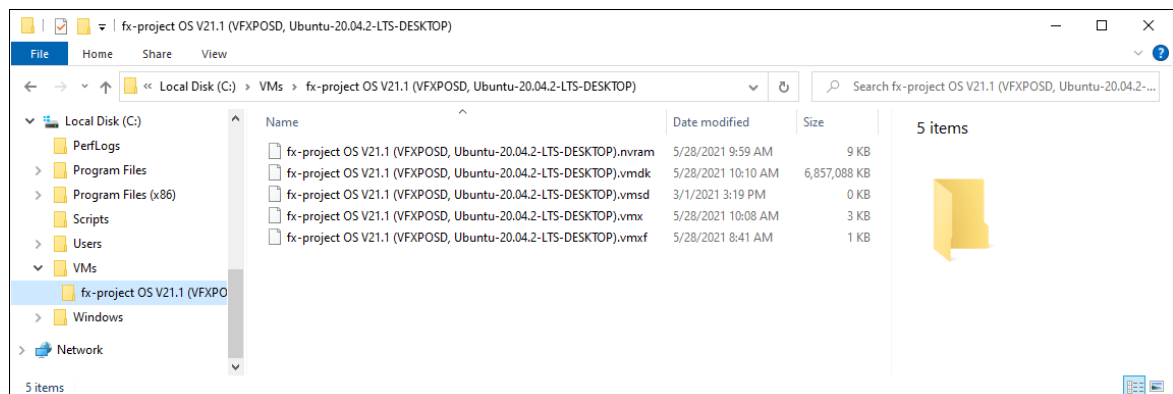 fx-project OS V21.1 (VFXPOSD, Ubuntu-20.04.2-LTS-DESKTOP)
File Home Share View
« Local Disk (C:) › VMs › fx-project OS V21.1 (VFXPOSD, Ubuntu-20.04.2-LTS-DESKTOP)
Search fx-project OS V21.1 (VFXPOSD, Ubuntu-20.04.2-...
Local Disk (C:)
PerfLogs
Program Files
Program Files (x86)
Scripts
Users
VMs
fx-project OS V21.1 (VFXPO
Windows
Network
Name Date modified Size
fx-project OS V21.1 (VFXPOSD, Ubuntu-20.04.2-LTS-DESKTOP).nvram 5/28/2021 9:59 AM 9 KB
fx-project OS V21.1 (VFXPOSD, Ubuntu-20.04.2-LTS-DESKTOP).vmdk 5/28/2021 10:10 AM 6,857,088 KB
fx-project OS V21.1 (VFXPOSD, Ubuntu-20.04.2-LTS-DESKTOP).vmsd 3/1/2021 3:19 PM 0 KB
fx-project OS V21.1 (VFXPOSD, Ubuntu-20.04.2-LTS-DESKTOP).vmx 5/28/2021 10:08 AM 3 KB
fx-project OS V21.1 (VFXPOSD, Ubuntu-20.04.2-LTS-DESKTOP).vmxf 5/28/2021 8:41 AM 1 KB
5 items
5 items